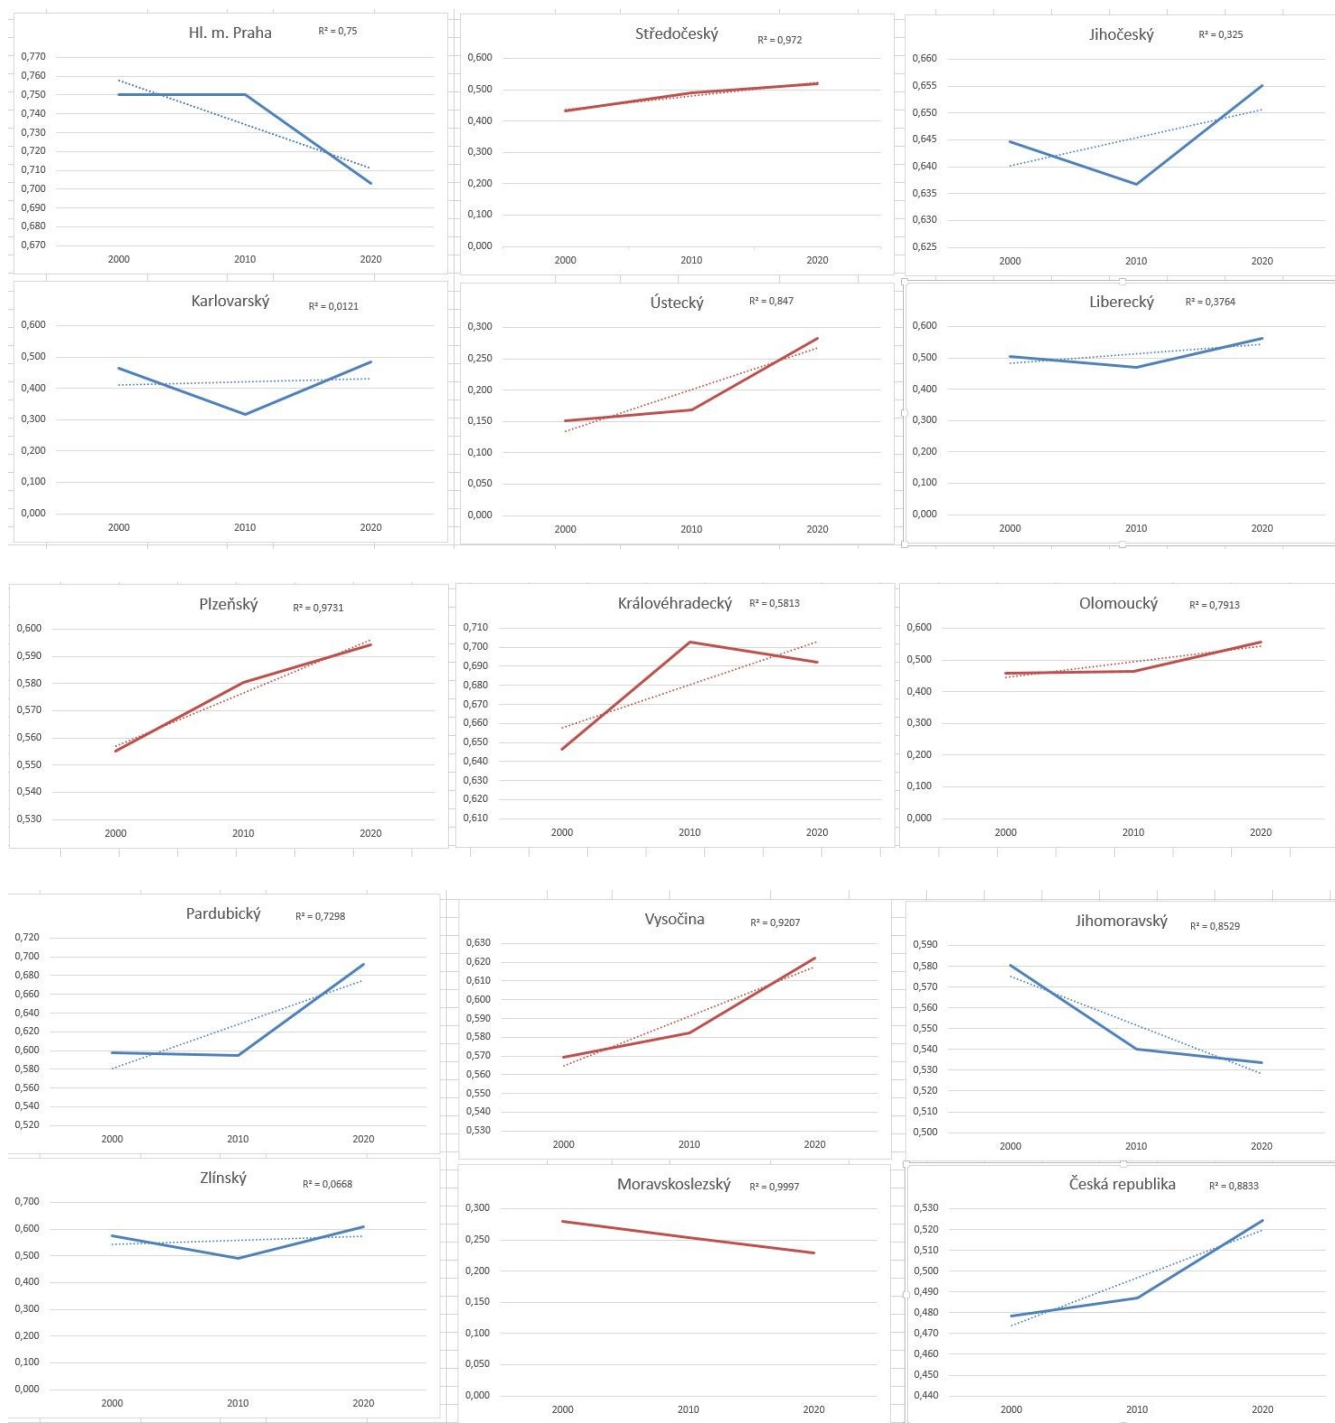 Hl. m. Praha
R² = 0,75
0,770
0,760
0,750
0,740
0,730
0,720
0,710
0,700
0,690
0,680
0,670
2000 2010 2020
Středočeský
R² = 0,972
0,600
0,500
0,400
0,300
0,200
0,100
0,000
2000 2010 2020
Jihočeský
R² = 0,325
0,660
0,655
0,650
0,645
0,640
0,635
0,630
0,625
2000 2010 2020
Karlovarský
R² = 0,0121
0,600
0,500
0,400
0,300
0,200
0,100
0,000
2000 2010 2020
Ústecký
R² = 0,847
0,300
0,250
0,200
0,150
0,100
0,050
0,000
2000 2010 2020
Liberecký
R² = 0,3764
0,600
0,500
0,400
0,300
0,200
0,100
0,000
2000 2010 2020
Plzeňský
R² = 0,9731
0,600
0,590
0,580
0,570
0,560
0,550
0,540
0,530
2000 2010 2020
Královéhradecký
R² = 0,5813
0,710
0,700
0,690
0,680
0,670
0,660
0,650
0,640
0,630
0,620
0,610
2000 2010 2020
Olomoucký
R² = 0,7913
0,600
0,500
0,400
0,300
0,200
0,100
0,000
2000 2010 2020
Pardubický
R² = 0,7298
0,720
0,700
0,680
0,660
0,640
0,620
0,600
0,580
0,560
0,540
0,520
2000 2010 2020
Vysočina
R² = 0,9207
0,630
0,620
0,610
0,600
0,590
0,580
0,570
0,560
0,550
0,540
0,530
2000 2010 2020
Jihomoravský
R² = 0,8529
0,590
0,580
0,570
0,560
0,550
0,540
0,530
0,520
0,510
0,500
2000 2010 2020
Zlínský
R² = 0,0668
0,700
0,600
0,500
0,400
0,300
0,200
0,100
0,000
2000 2010 2020
Moravskoslezský
R² = 0,9997
0,300
0,250
0,200
0,150
0,100
0,050
0,000
2000 2010 2020
Česká republika
R² = 0,8833
0,530
0,520
0,510
0,500
0,490
0,480
0,470
0,460
0,450
0,440
2000 2010 2020